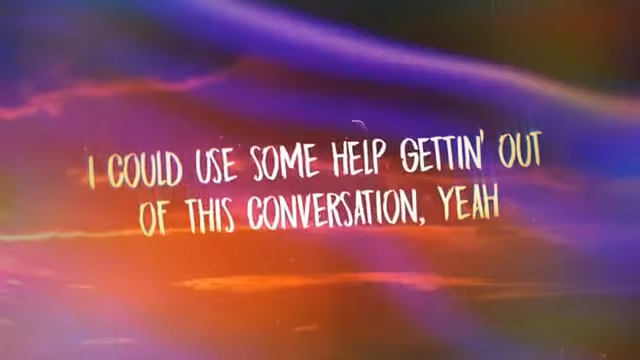 I COULD USE SOME HELP GETTIN' OUT
OF THIS CONVERSATION, YEAH